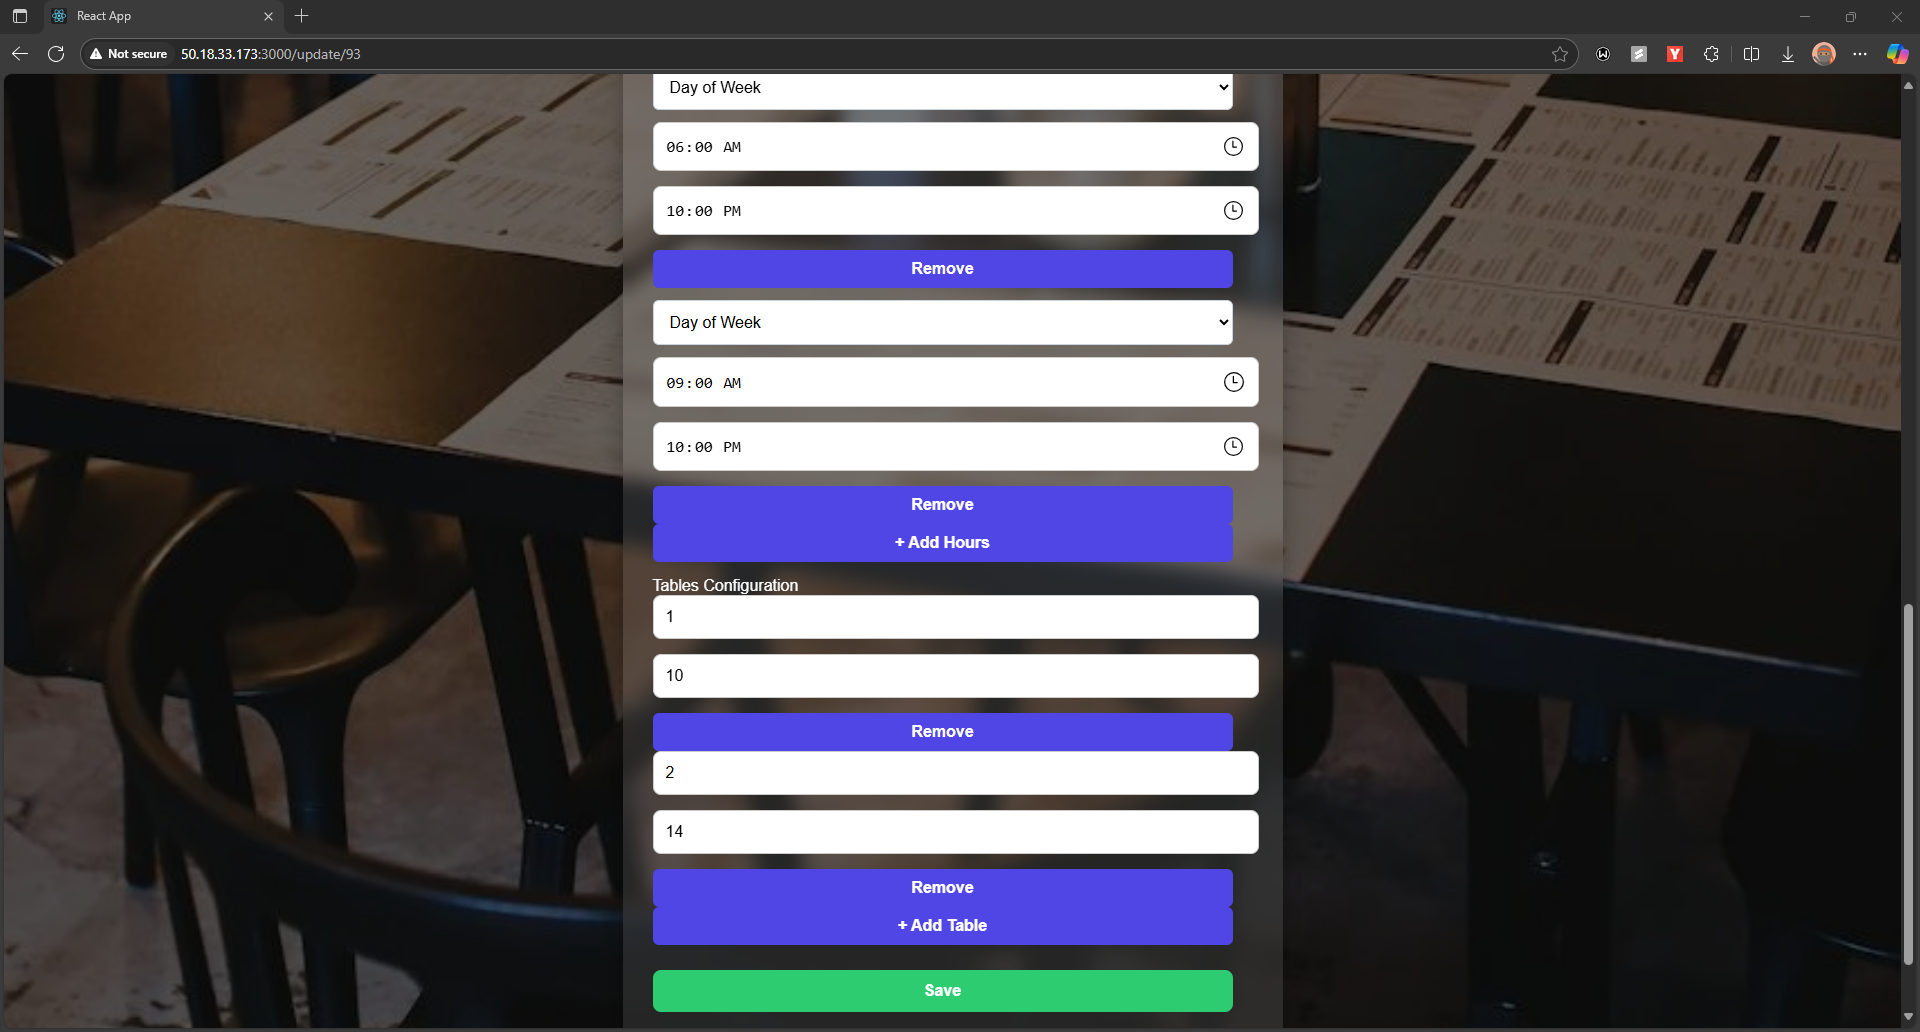 React App
Not secure
50.18.33.173:3000/update/93
Day of Week
06:00 AM
10:00 PM
Remove
Day of Week
09:00 AM
10:00 PM
Remove
+ Add Hours
Tables Configuration
1
10
Remove
2
14
Remove
+ Add Table
Save